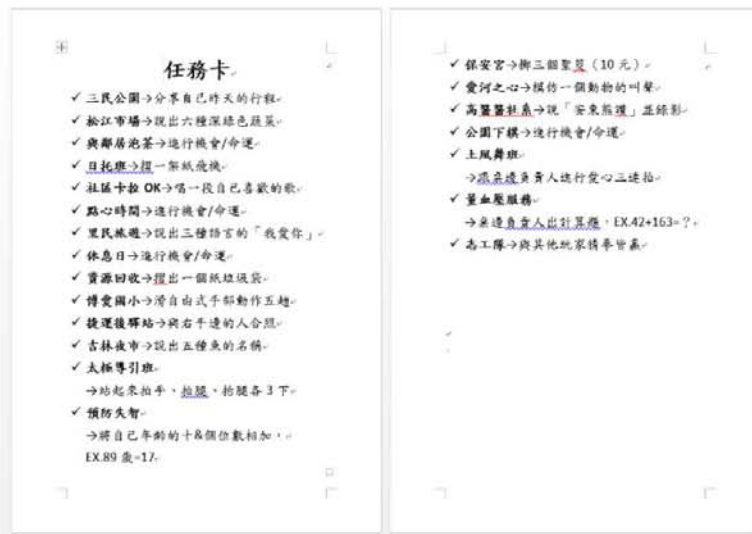 任務卡
✓ 三民公園→分享自己昨天的行程
✓ 松江市場→說出六種深綠色蔬菜
✓ 與鄰居泡茶→進行機會/命運
✓ 日托班→摺一架紙飛機
✓ 社區卡拉 OK→唱一段自己喜歡的歌
✓ 點心時間→進行機會/命運
✓ 里民旅遊→說出三種語言的「我愛你」
✓ 休息日→進行機會/命運
✓ 資源回收→摺出一個紙垃圾袋
✓ 博愛國小→滑自由式手部動作五趟
✓ 捷運後驛站→與右手邊的人合照
✓ 吉林夜市→說出五種魚的名稱
✓ 太極導引班
→站起來拍手、拍腿、抬腿各 3 下
✓ 預防失智
→將自己年齡的十&個位數相加，
EX.89 歲=17
✓ 保安宮→擲三個聖筊（10 元）
✓ 愛河之心→模仿一個動物的叫聲
✓ 高醫醫社系→說「安東熊讚」並錄影
✓ 公園下棋→進行機會/命運
✓ 土風舞班
→跟桌邊負責人進行愛心三連拍
✓ 量血壓服務
→桌邊負責人出計算題，EX.42+163=？
✓ 志工隊→與其他玩家猜拳皆贏